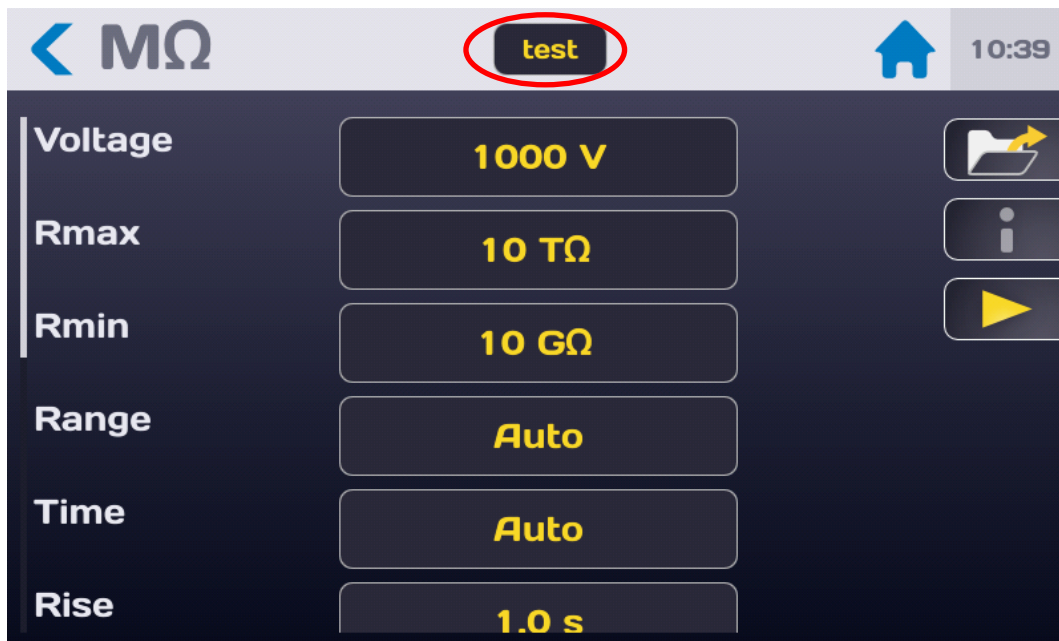 MΩ test 10:39
Voltage 1000 V
Rmax 10 TΩ
Rmin 10 GΩ
Range Auto
Time Auto
Rise 1.0 s